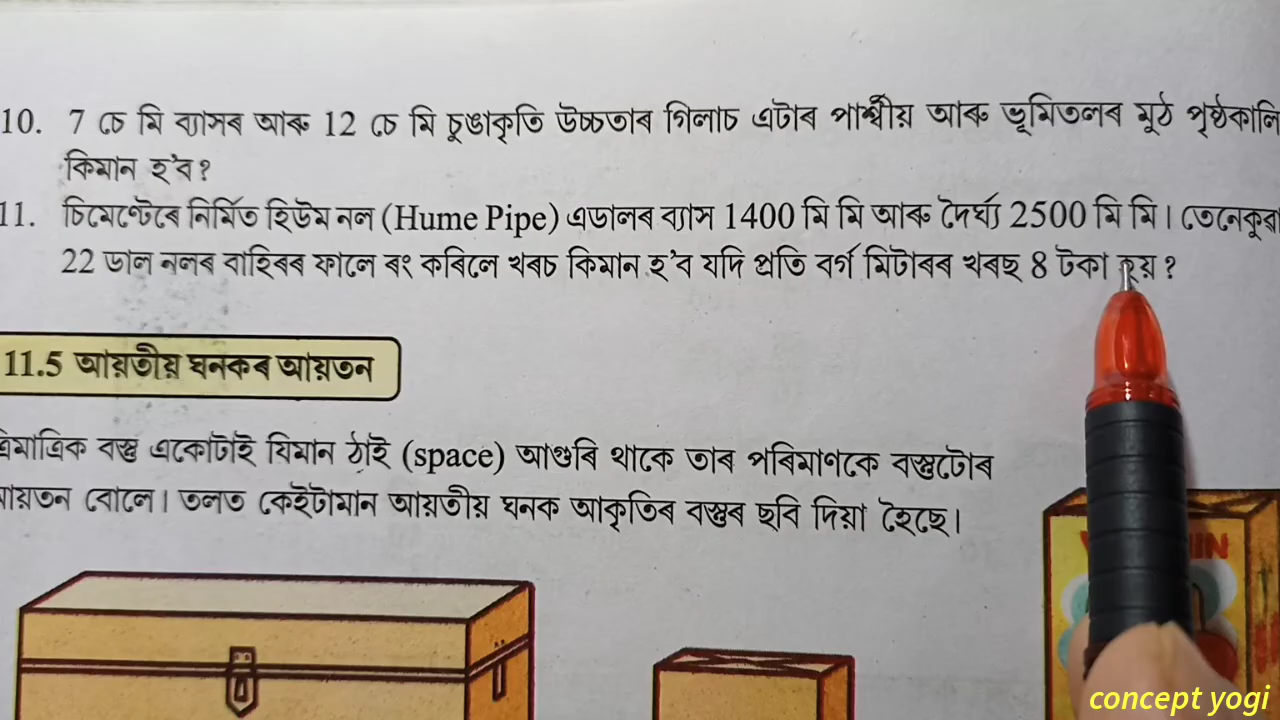 10. 7 চে মি ব্যাসৰ আৰু 12 চে মি চুঙাকৃতি উচ্চতাৰ গিলাচ এটাৰ পাৰ্শ্বীয় আৰু ভূমিতলৰ মুঠ পৃষ্ঠকালি
কিমান হ'ব?
11. চিমেণ্টেৰে নিৰ্মিত হিউম নল (Hume Pipe) এডালৰ ব্যাস 1400 মি মি আৰু দৈৰ্ঘ্য 2500 মি মি। তেনেকুৱা
22 ডাল নলৰ বাহিৰৰ ফালে ৰং কৰিলে খৰচ কিমান হ'ব যদি প্ৰতি বৰ্গ মিটাৰৰ খৰছ 8 টকা হয়?
11.5 আয়তীয় ঘনকৰ আয়তন
ত্ৰিমাত্ৰিক বস্তু একোটাই যিমান ঠাই (space) আগুৰি থাকে তাৰ পৰিমাণকে বস্তুটোৰ
আয়তন বোলে। তলত কেইটামান আয়তীয় ঘনক আকৃতিৰ বস্তুৰ ছবি দিয়া হৈছে।
concept yogi